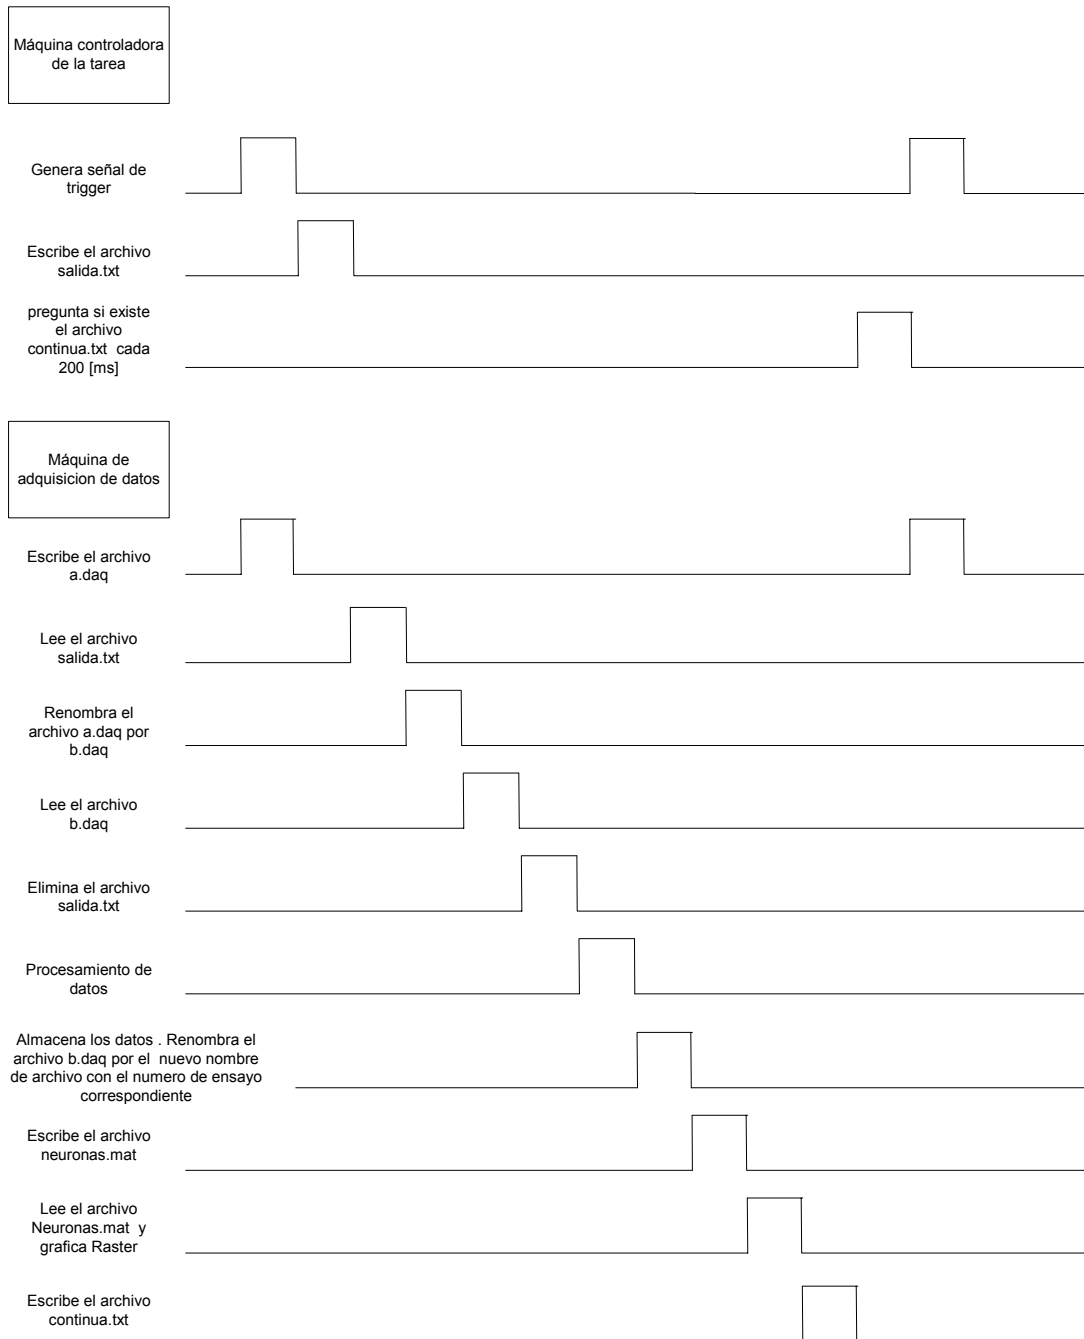 Máquina controladora
de la tarea
Genera señal de
trigger
Escribe el archivo
salida.txt
pregunta si existe
el archivo
continua.txt cada
200 [ms]
Máquina de
adquisicion de datos
Escribe el archivo
a.daq
Lee el archivo
salida.txt
Renombra el
archivo a.daq por
b.daq
Lee el archivo
b.daq
Elimina el archivo
salida.txt
Procesamiento de
datos
Almacena los datos . Renombra el
archivo b.daq por el nuevo nombre
de archivo con el numero de ensayo
correspondiente
Escribe el archivo
neuronas.mat
Lee el archivo
Neuronas.mat y
grafica Raster
Escribe el archivo
continua.txt